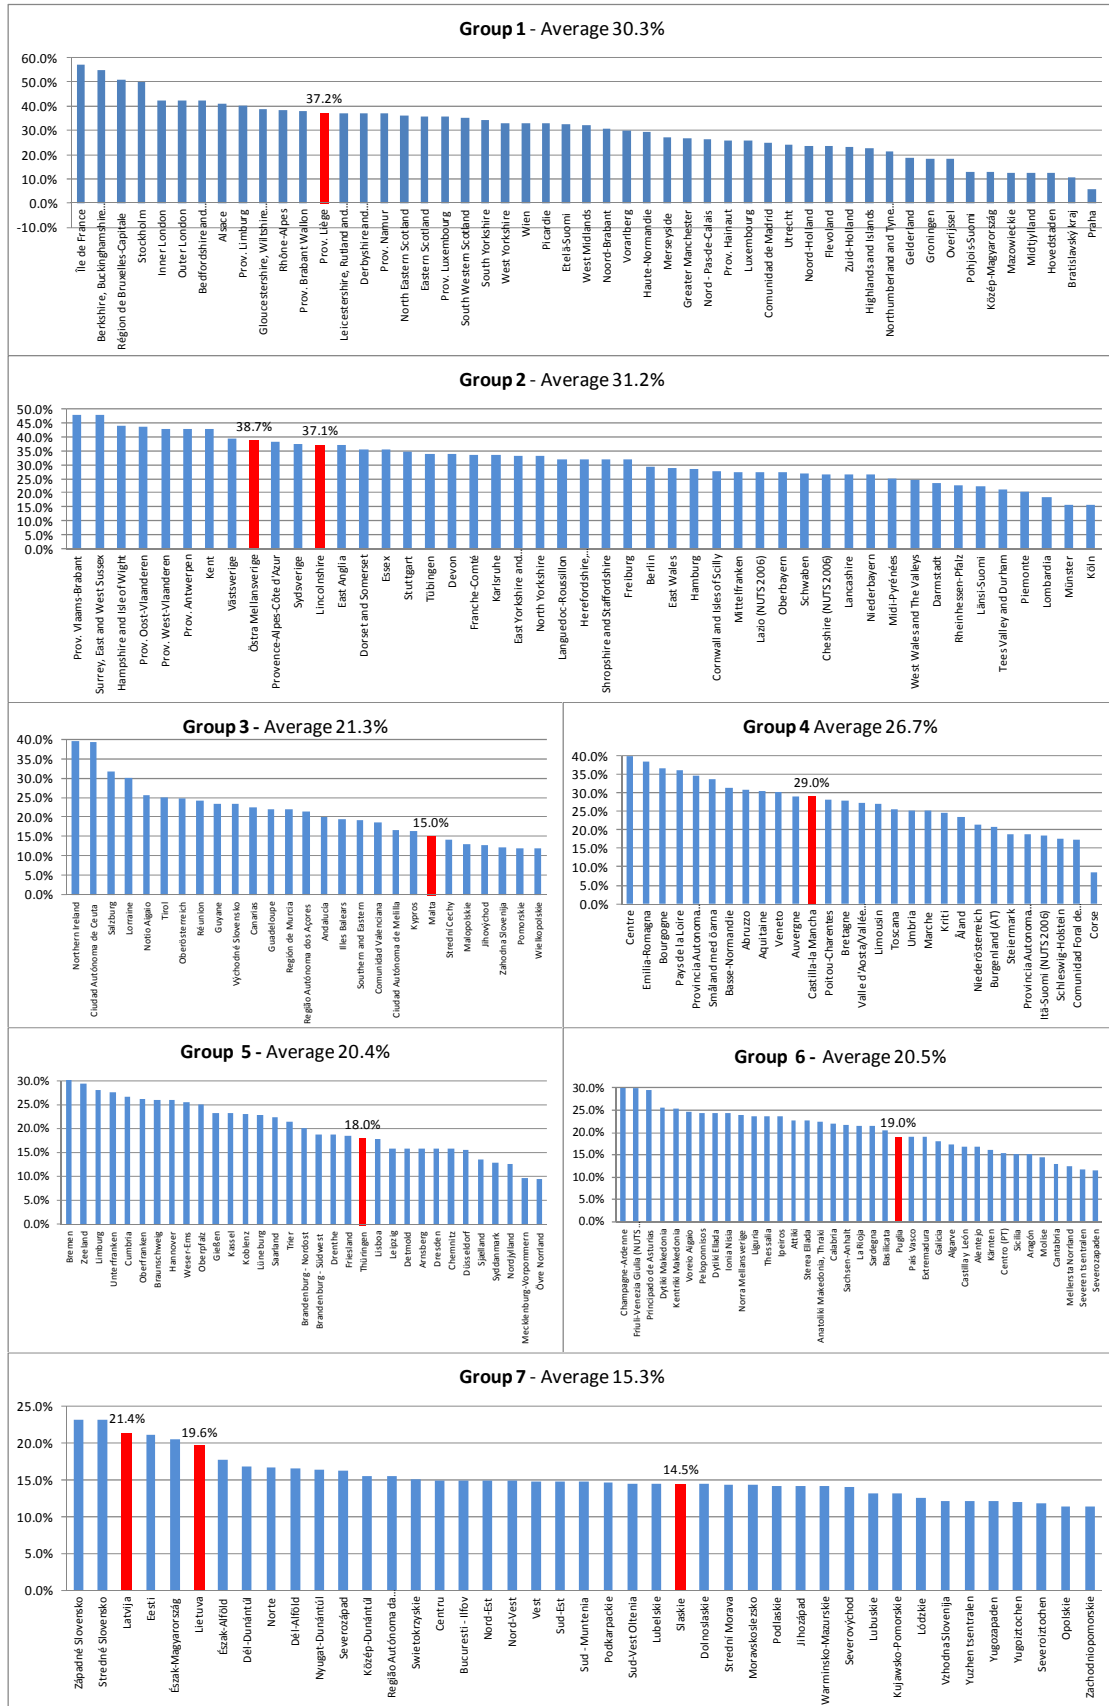 Group 1 - Average 30.3%
60.0%
50.0%
40.0%
30.0%
20.0%
10.0%
0.0%
-10.0%
37.2%
Île de France
Berkshire, Buckinghamshire...
Région de Bruxelles-Capitale
Stockholm
Inner London
Outer London
Bedfordshire and...
Alsace
Prov. Limburg
Gloucestershire, Wiltshire...
Rhône-Alpes
Prov. Brabant Wallon
Prov. Liège
Leicestershire, Rutland and...
Derbyshire and...
Prov. Namur
North Eastern Scotland
Eastern Scotland
Prov. Luxembourg
South Western Scotland
South Yorkshire
West Yorkshire
Wien
Picardie
Etelä-Suomi
West Midlands
Noord-Brabant
Vorarlberg
Haute-Normandie
Merseyside
Greater Manchester
Nord - Pas-de-Calais
Prov. Hainaut
Luxembourg
Comunidad de Madrid
Utrecht
Noord-Holland
Flevoland
Zuid-Holland
Highlands and Islands
Northumberland and Tyne...
Gelderland
Groningen
Overijssel
Pohjois-Suomi
Közép-Magyarország
Mazowieckie
Midtjylland
Hovedstaden
Bratislavský kraj
Praha
Group 2 - Average 31.2%
50.0%
45.0%
40.0%
35.0%
30.0%
25.0%
20.0%
15.0%
10.0%
5.0%
0.0%
38.7%
37.1%
Prov. Vlaams-Brabant
Surrey, East and West Sussex
Hampshire and Isle of Wight
Prov. Oost-Vlaanderen
Prov. West-Vlaanderen
Prov. Antwerpen
Kent
Västsverige
Östra Mellansverige
Provence-Alpes-Côte d'Azur
Sydsverige
Lincolnshire
East Anglia
Dorset and Somerset
Essex
Stuttgart
Tübingen
Devon
Franche-Comté
Karlsruhe
East Yorkshire and...
North Yorkshire
Languedoc-Roussillon
Herefordshire,...
Shropshire and Staffordshire
Freiburg
Berlin
East Wales
Hamburg
Cornwall and Isles of Scilly
Mittelfranken
Lazio (NUTS 2006)
Oberbayern
Schwaben
Cheshire (NUTS 2006)
Lancashire
Niederbayern
Midi-Pyrénées
West Wales and The Valleys
Darmstadt
Rheinhessen-Pfalz
Länsi-Suomi
Tees Valley and Durham
Piemonte
Lombardia
Münster
Köln
Group 3 - Average 21.3%
40.0%
35.0%
30.0%
25.0%
20.0%
15.0%
10.0%
5.0%
0.0%
15.0%
Northern Ireland
Ciudad Autónoma de Ceuta
Salzburg
Lorraine
Notio Aigaio
Tirol
Oberösterreich
Réunion
Guyane
Východné Slovensko
Canarias
Guadeloupe
Región de Murcia
Região Autónoma dos Açores
Andalucia
Illes Balears
Southern and Eastern
Comunidad Valenciana
Ciudad Autónoma de Melilla
Kypros
Malta
Stredni Cechy
Malopolskie
Jihovýchod
Zahodna Slovenija
Pomorskie
Wielkopolskie
Group 4 Average 26.7%
40.0%
35.0%
30.0%
25.0%
20.0%
15.0%
10.0%
5.0%
0.0%
29.0%
Centre
Emilia-Romagna
Bourgogne
Pays de la Loire
Provincia Autonoma...
Småland med öarna
Basse-Normandie
Abruzzo
Aquitaine
Veneto
Auvergne
Castilla-la Mancha
Poitou-Charentes
Bretagne
Valle d'Aosta/Vallée...
Limousin
Toscana
Umbria
Marche
Kriti
Åland
Niederösterreich
Burgenland (AT)
Steiermark
Provincia Autonoma...
Itä-Suomi (NUTS 2006)
Schleswig-Holstein
Comunidad Foral de...
Corse
Group 5 - Average 20.4%
30.0%
25.0%
20.0%
15.0%
10.0%
5.0%
0.0%
18.0%
Bremen
Zeeland
Limburg
Unterfranken
Cumbria
Oberfranken
Braunschweig
Hannover
Weser-Ems
Oberpfalz
Gießen
Kassel
Koblenz
Lüneburg
Saarland
Trier
Brandenburg - Nordost
Brandenburg - Südwest
Drenthe
Friesland
Thüringen
Lisboa
Leipzig
Detmold
Arnsberg
Dresden
Chemnitz
Düsseldorf
Sjælland
Syddanmark
Nordjylland
Mecklenburg-Vorpommern
Övre Norrland
Group 6 - Average 20.5%
30.0%
25.0%
20.0%
15.0%
10.0%
5.0%
0.0%
19.0%
Champagne-Ardenne
Friuli-Venezia Giulia (NUTS...
Principado de Asturias
Dytiki Makedonia
Kentriki Makedonia
Voreio Aigaio
Peloponnisos
Dytiki Ellada
Ionia Nisia
Norra Mellansverige
Liguria
Thessalia
Ipeiros
Attiki
Sterea Ellada
Anatoliki Makedonia, Thraki
Calabria
Sachsen-Anhalt
La Rioja
Sardegna
Basilicata
Puglia
País Vasco
Extremadura
Galicia
Algarve
Castilla y León
Alentejo
Kärnten
Centro (PT)
Sicilia
Aragón
Molise
Cantabria
Mellersta Norrland
Severen tsentralen
Severozapaden
Group 7 - Average 15.3%
25.0%
20.0%
15.0%
10.0%
5.0%
0.0%
21.4%
19.6%
14.5%
Západné Slovensko
Stredné Slovensko
Latvija
Eesti
Észak-Magyarország
Lietuva
Észak-Alföld
Dél-Dunántúl
Norte
Dél-Alföld
Nyugat-Dunántúl
Severozápad
Közép-Dunántúl
Região Autónoma da...
Swietokrzyskie
Centru
Bucuresti - Ilfov
Nord-Est
Nord-Vest
Vest
Sud-Est
Sud - Muntenia
Podkarpackie
Sud-Vest Oltenia
Lubelskie
Slaskie
Dolnoslaskie
Strední Morava
Moravskoslezsko
Podlaskie
Jihozápad
Warminsko-Mazurskie
Severovýchod
Lubuskie
Kujawsko-Pomorskie
Lódzkie
Vzhodna Slovenija
Yuzhen tsentralen
Yugozapaden
Yugoiztochen
Severoiztochen
Opolskie
Zachodniopomorskie